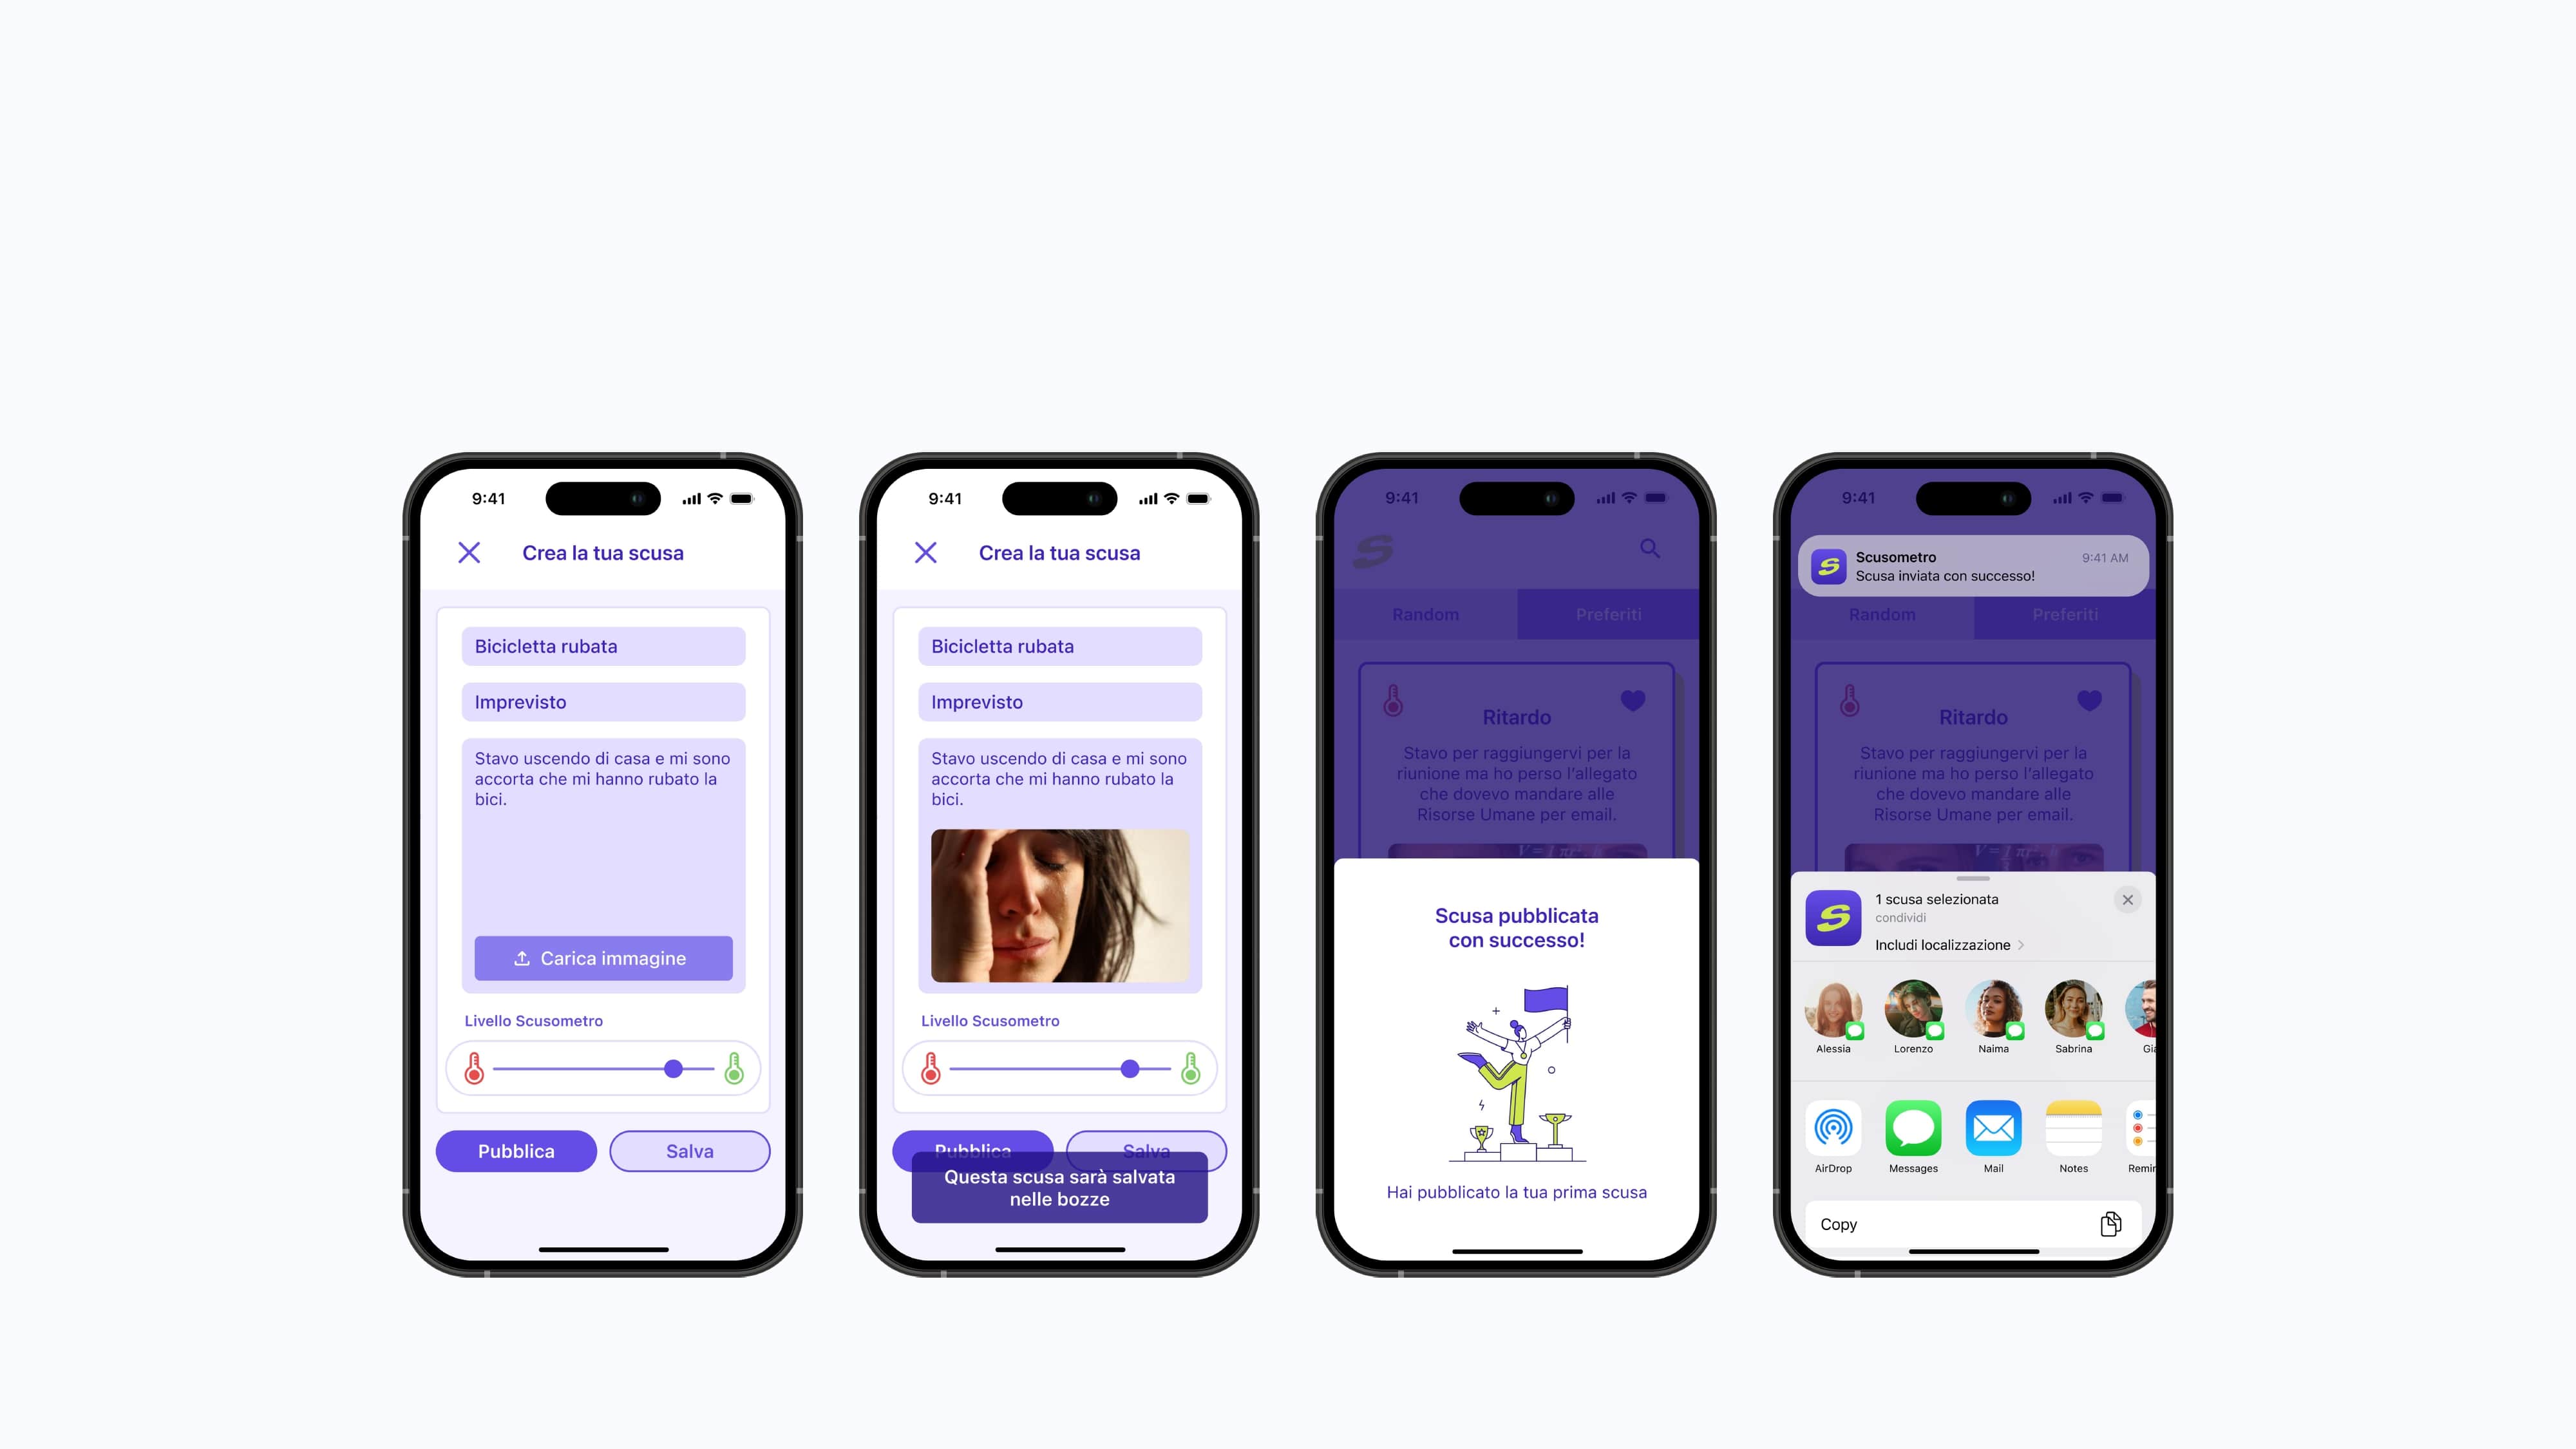 9:41
Crea la tua scusa
Bicicletta rubata
Imprevisto
Stavo uscendo di casa e mi sono
accorta che mi hanno rubato la
bici.
Carica immagine
Livello Scusometro
Pubblica
Salva
9:41
Crea la tua scusa
Bicicletta rubata
Imprevisto
Stavo uscendo di casa e mi sono
accorta che mi hanno rubato la
bici.
Livello Scusometro
Pubblica
Salva
Questa scusa sarà salvata
nelle bozze
9:41
S
Random
Preferiti
Ritardo
Stavo per raggiungervi per la
riunione ma ho perso l'allegato
che dovevo mandare alle
Risorse Umane per email.
Scusa pubblicata
con successo!
Hai pubblicato la tua prima scusa
9:41
S
Scusometro
9:41 AM
Scusa inviata con successo!
Random
Preferiti
Ritardo
Stavo per raggiungervi per la
riunione ma ho perso l'allegato
che dovevo mandare alle
Risorse Umane per email.
S
1 scusa selezionata
condividi
Includi localizzazione
Alessia
Lorenzo
Naima
Sabrina
Gia
AirDrop
Messages
Mail
Notes
Remin
Copy